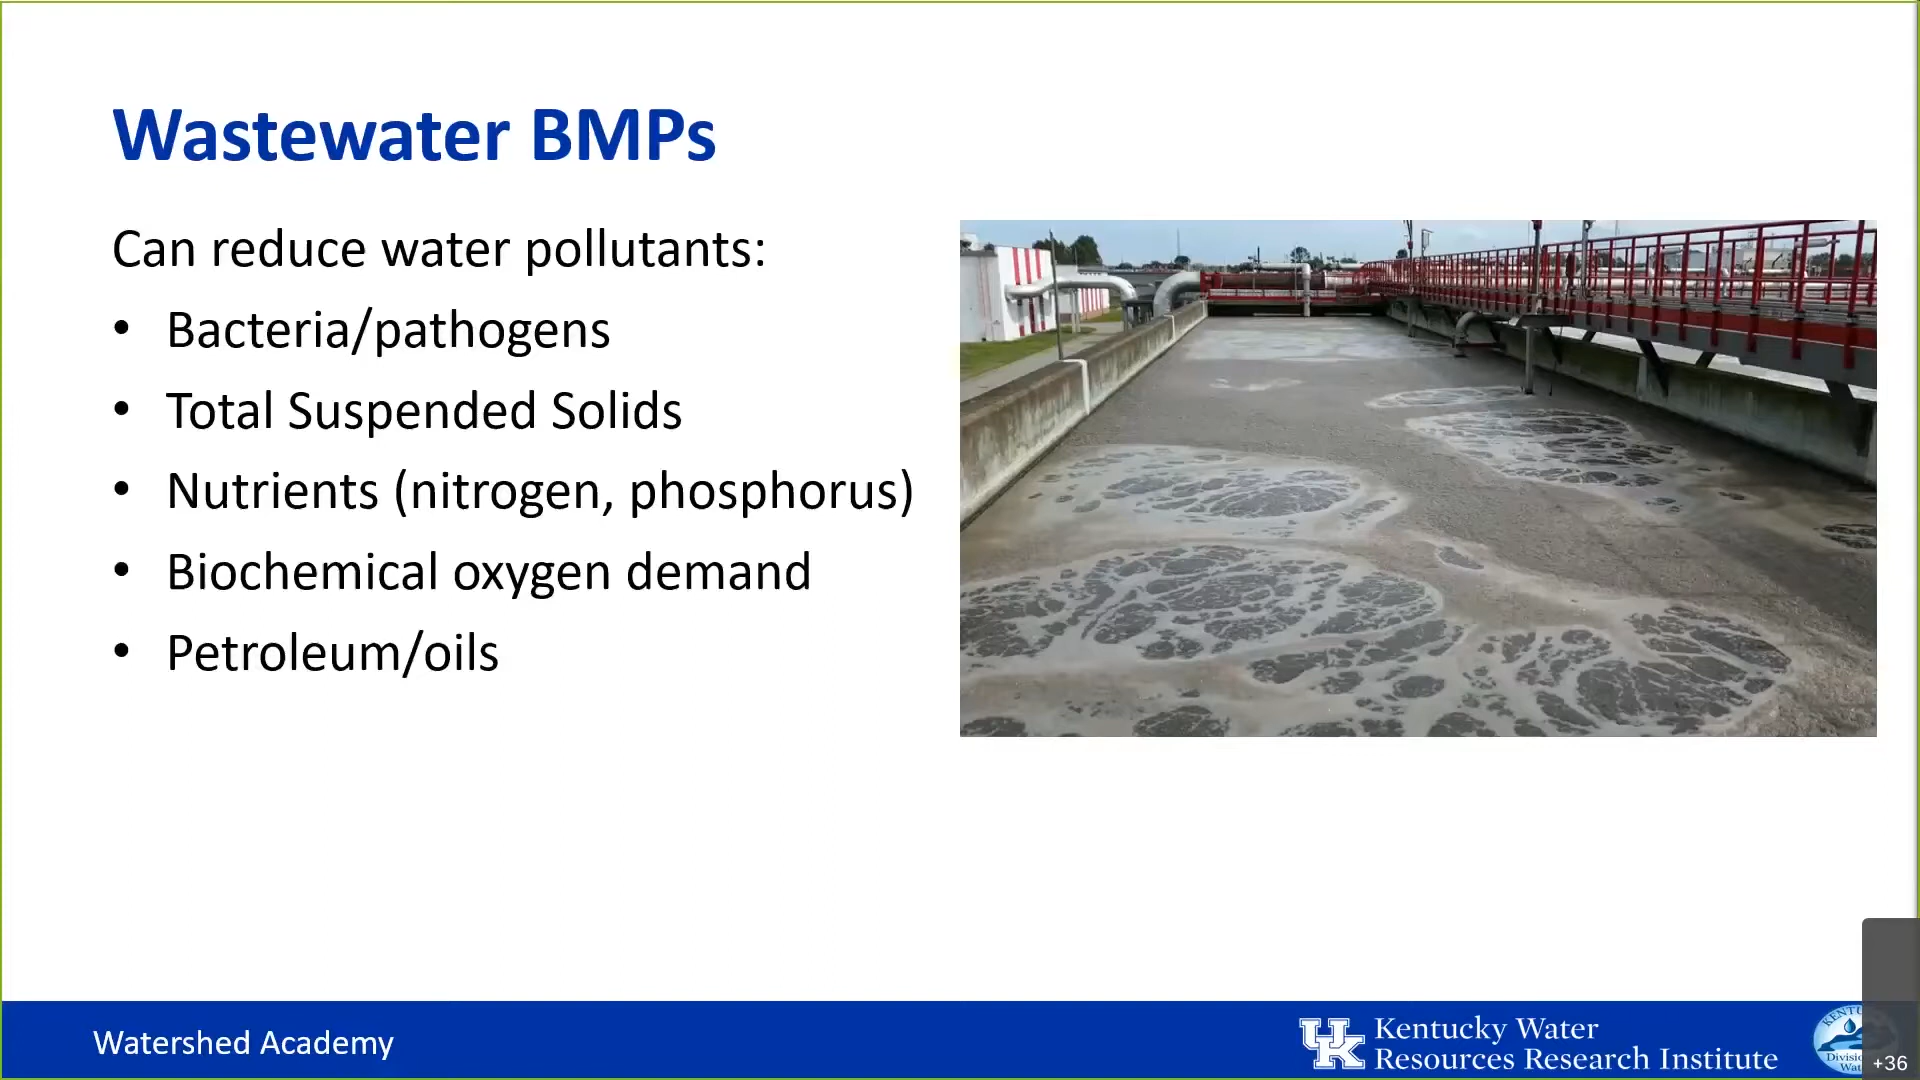 Wastewater BMPs
Can reduce water pollutants:
• Bacteria/pathogens
• Total Suspended Solids
• Nutrients (nitrogen, phosphorus)
• Biochemical oxygen demand
• Petroleum/oils
Watershed Academy
UK
Kentucky Water
Resources Research Institute
+36